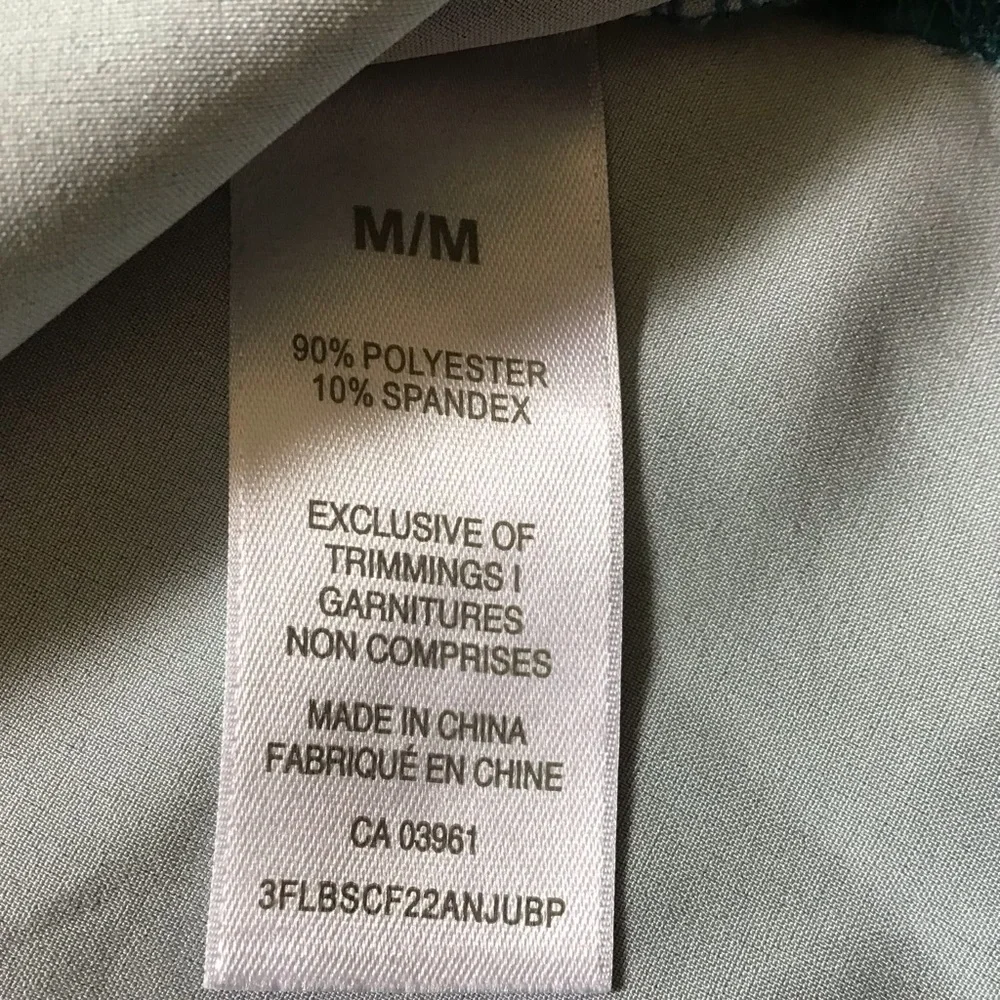 M/M
90% POLYESTER
10% SPANDEX
EXCLUSIVE OF
TRIMMINGS |
GARNITURES
NON COMPRISES
MADE IN CHINA
FABRIQUÉ EN CHINE
CA 03961
3FLBSCF22ANJUBP